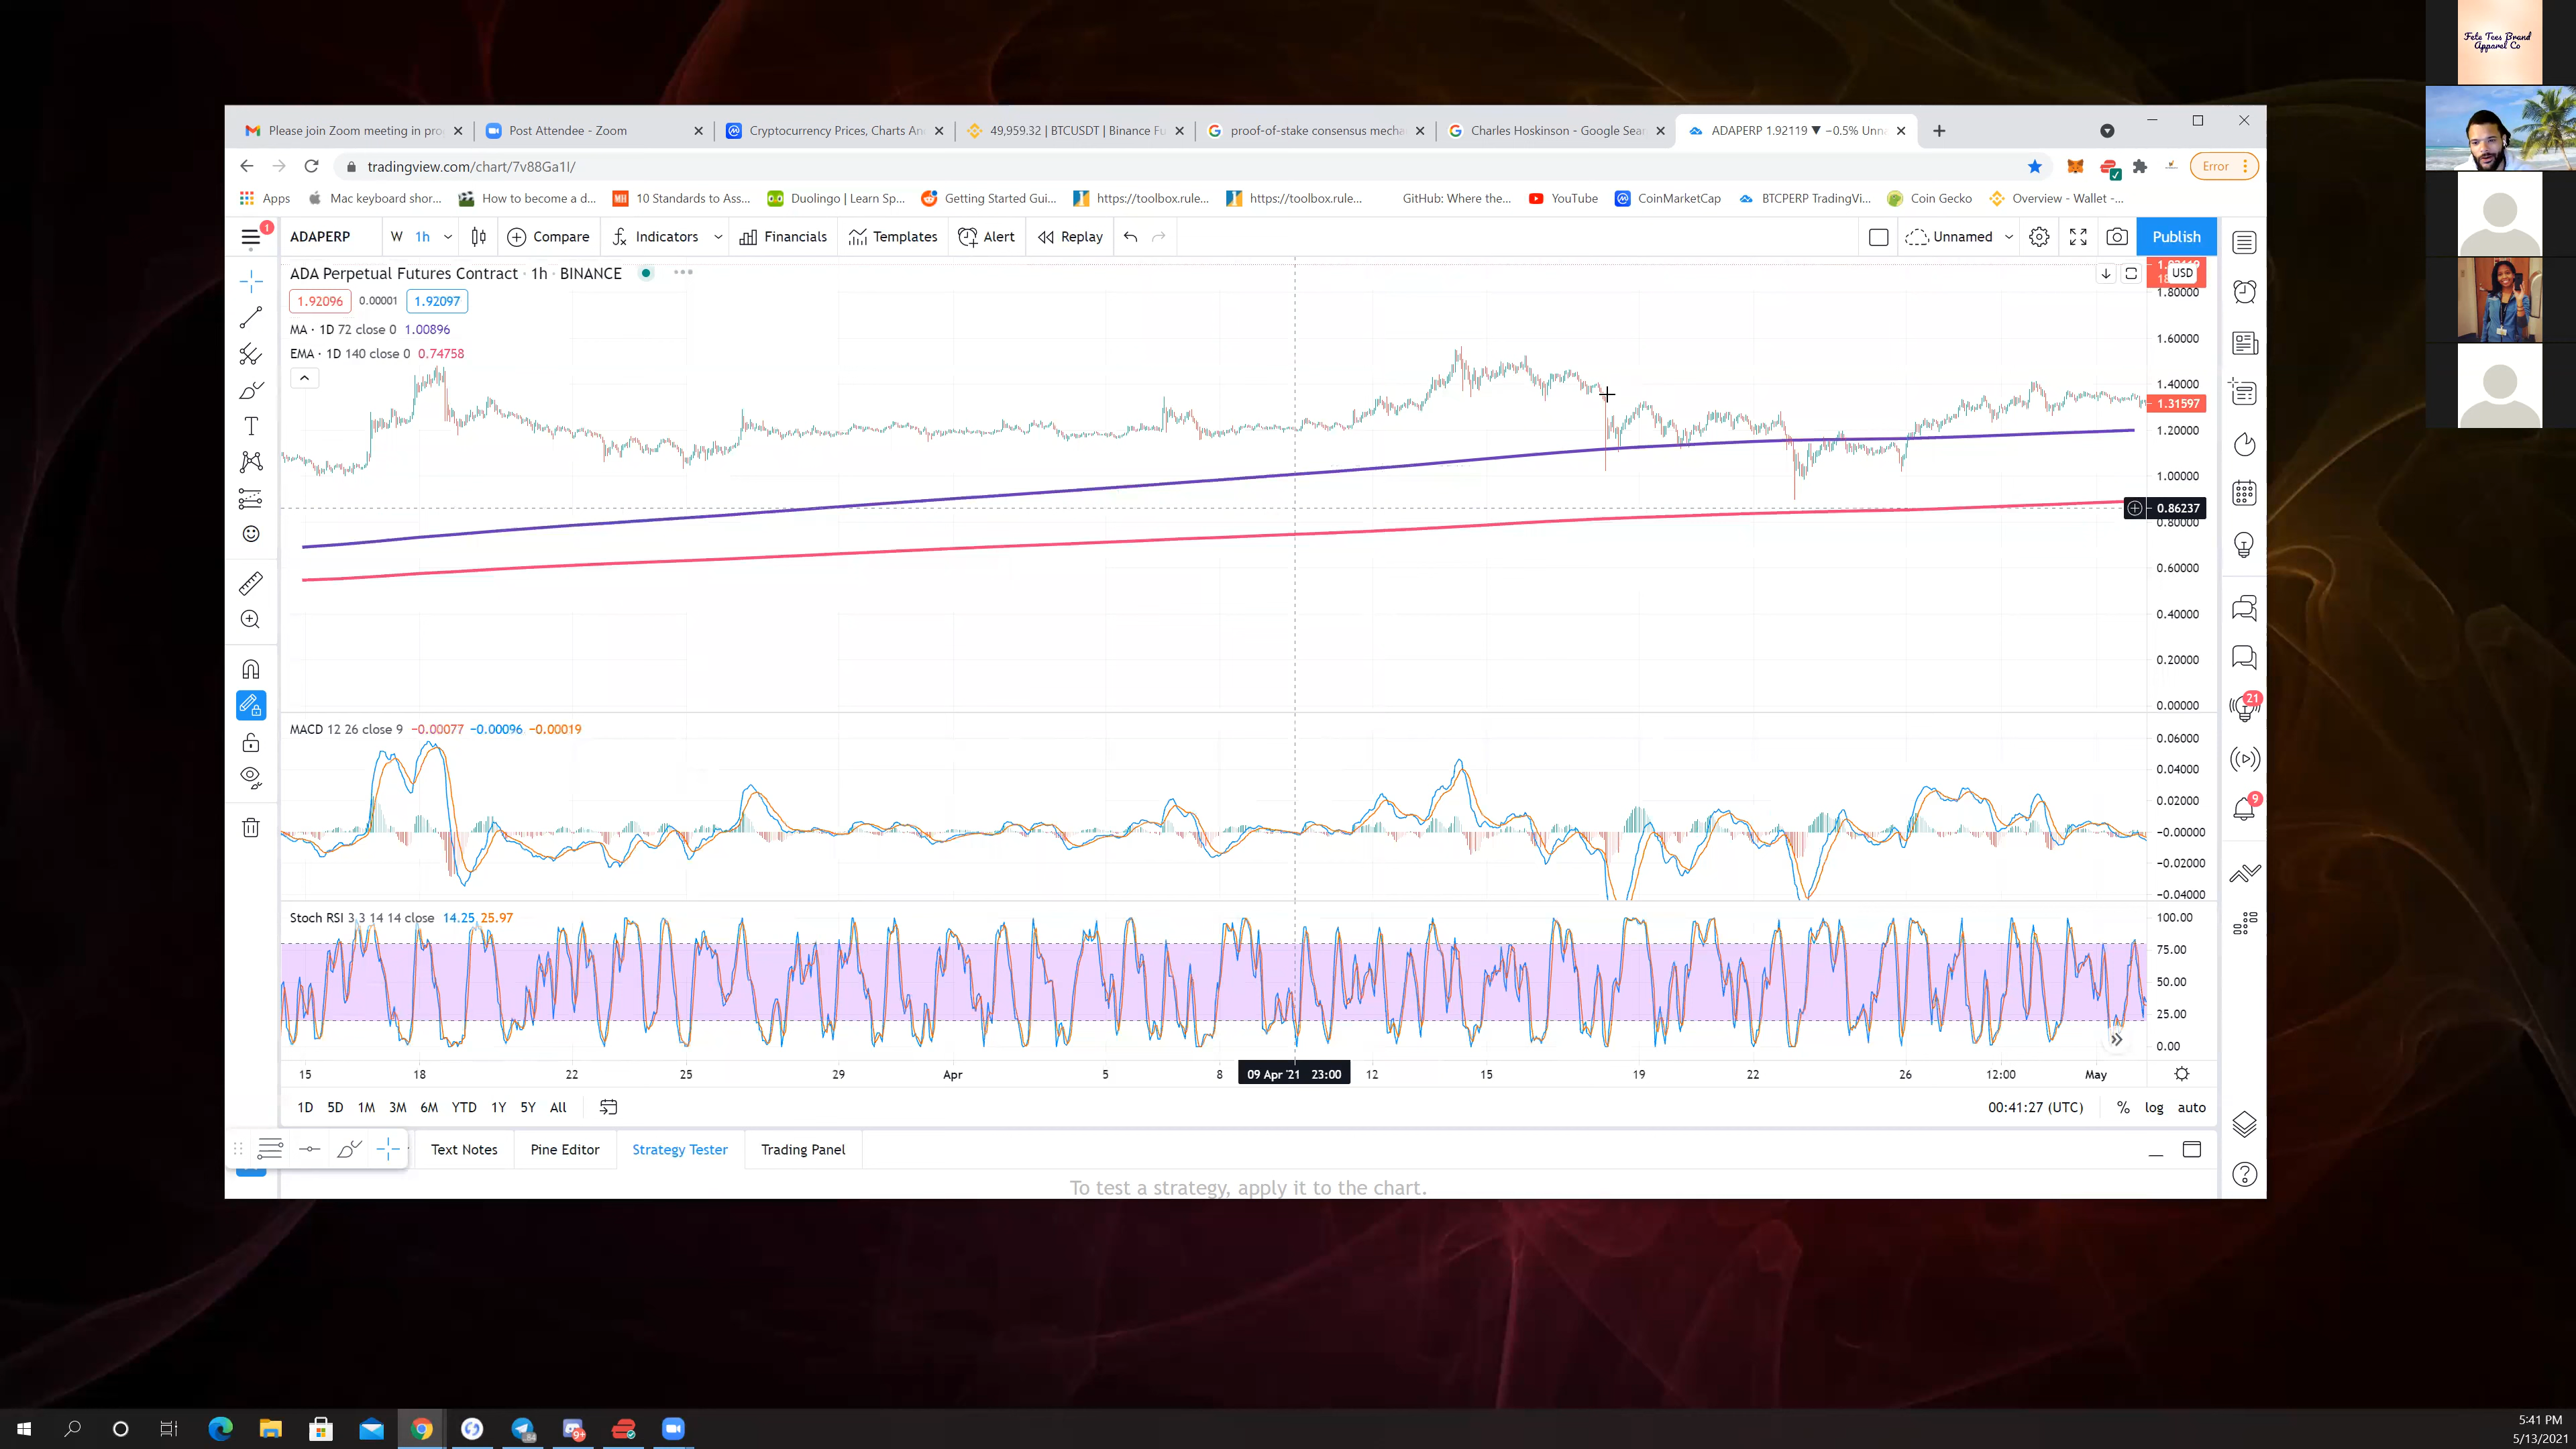 Fete Tees Brand
Apparel Co
Please join Zoom meeting in pro
Post Attendee - Zoom
Cryptocurrency Prices, Charts An
49,959.32 | BTCUSDT | Binance Fu
proof-of-stake consensus mecha
Charles Hoskinson - Google Sear
ADAPERP 1.92119 ▼ −0.5% Unn
tradingview.com/chart/7v88Ga1I/
Error
Apps
Mac keyboard shor...
How to become a d...
MH
10 Standards to Ass...
Duolingo | Learn Sp...
Getting Started Gui...
https://toolbox.rule...
https://toolbox.rule...
GitHub: Where the...
YouTube
CoinMarketCap
BTCPERP TradingVi...
Coin Gecko
Overview - Wallet -...
1
ADAPERP
W 1h
Compare
Indicators
Financials
Templates
Alert
Replay
Unnamed
Publish
ADA Perpetual Futures Contract · 1h · BINANCE
USD
1.92096 0.00001 1.92097
MA · 1D 72 close 0 1.00896
EMA · 1D 140 close 0 0.74758
1.80000
1.60000
1.40000
1.31597
1.20000
1.00000
0.86237
0.80000
0.60000
0.40000
0.20000
0.00000
MACD 12 26 close 9 −0.00077 −0.00096 −0.00019
0.06000
0.04000
0.02000
−0.00000
−0.02000
−0.04000
21
9
Stoch RSI 3 3 14 14 close 14.25 25.97
100.00
75.00
50.00
25.00
0.00
15 18 22 25 29 Apr 5 8 09 Apr '21 23:00 12 15 19 22 26 12:00 May
1D 5D 1M 3M 6M YTD 1Y 5Y All
00:41:27 (UTC) % log auto
Text Notes Pine Editor Strategy Tester Trading Panel
To test a strategy, apply it to the chart.
84
9+
5:41 PM
5/13/2021